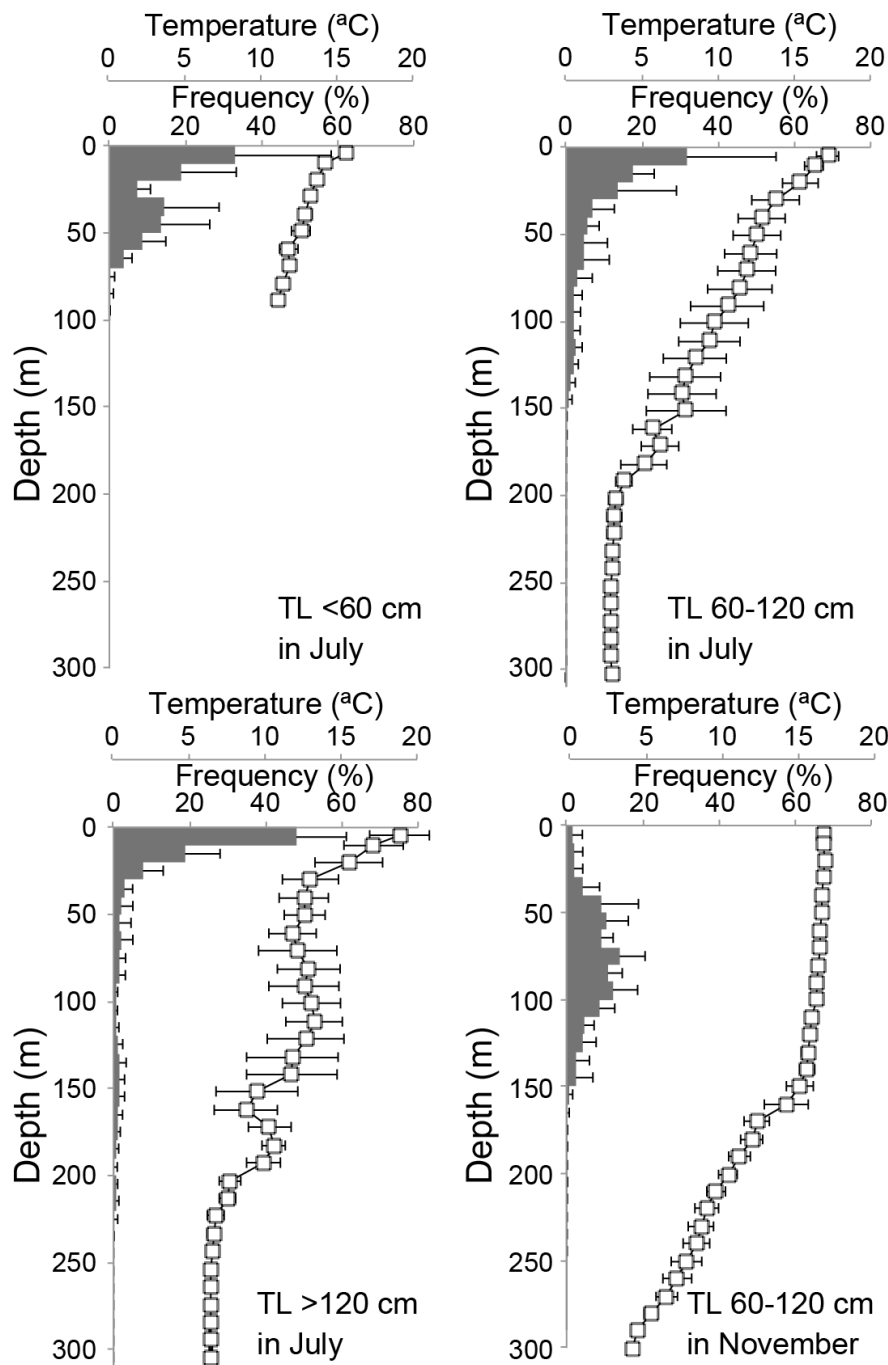 Temperature (ªC)
0 5 10 15 20
Frequency (%)
0 20 40 60 80
0
50
100
150
200
250
300
Depth (m)
TL <60 cm
in July
Temperature (ªC)
0 5 10 15 20
Frequency (%)
0 20 40 60 80
0
50
100
150
200
250
300
Depth (m)
TL 60-120 cm
in July
Temperature (ªC)
0 5 10 15 20
Frequency (%)
0 20 40 60 80
0
50
100
150
200
250
300
Depth (m)
TL >120 cm
in July
Temperature (ªC)
0 5 10 15 20
Frequency (%)
0 20 40 60 80
0
50
100
150
200
250
300
Depth (m)
TL 60-120 cm
in November